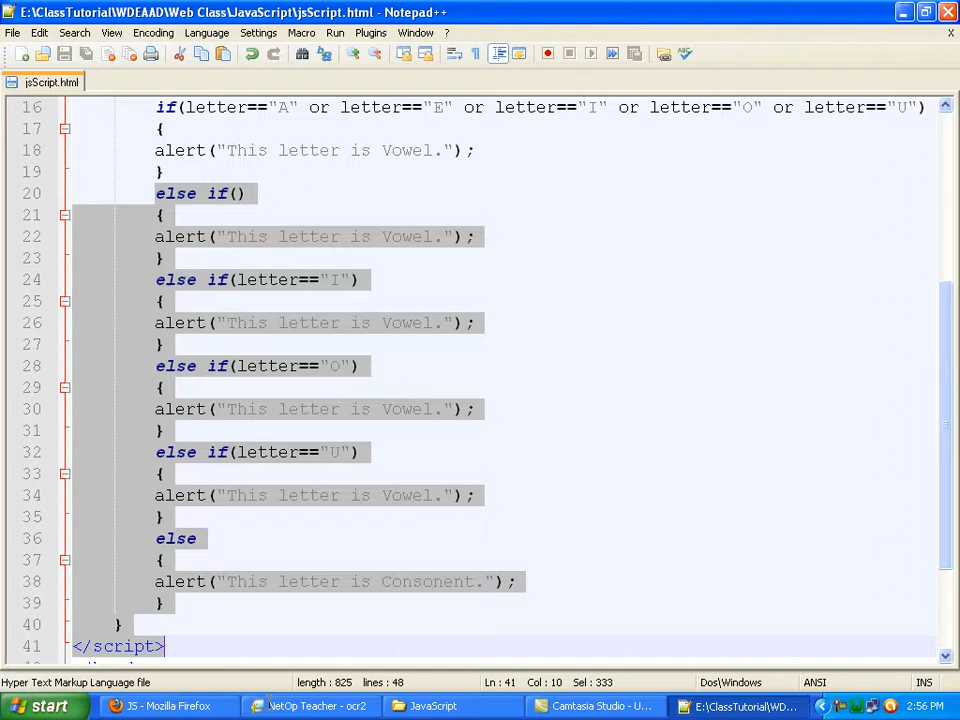 E:\ClassTutorial\WDEAAD\Web Class\JavaScript\jsScript.html - Notepad++
File Edit Search View Encoding Language Settings Macro Run Plugins Window ? X
jsScript.html
16 if(letter=="A" or letter=="E" or letter=="I" or letter=="O" or letter=="U")
17 {
18 alert("This letter is Vowel.");
19 }
20 else if()
21 {
22 alert("This letter is Vowel.");
23 }
24 else if(letter=="I")
25 {
26 alert("This letter is Vowel.");
27 }
28 else if(letter=="O")
29 {
30 alert("This letter is Vowel.");
31 }
32 else if(letter=="U")
33 {
34 alert("This letter is Vowel.");
35 }
36 else
37 {
38 alert("This letter is Consonent.");
39 }
40 }
41 </script>
Hyper Text Markup Language file length : 825 lines : 48 Ln : 41 Col : 10 Sel : 333 Dos\Windows ANSI INS
start JS - Mozilla Firefox NetOp Teacher - ocr2 JavaScript Camtasia Studio - U... E:\ClassTutorial\WD... 2:56 PM